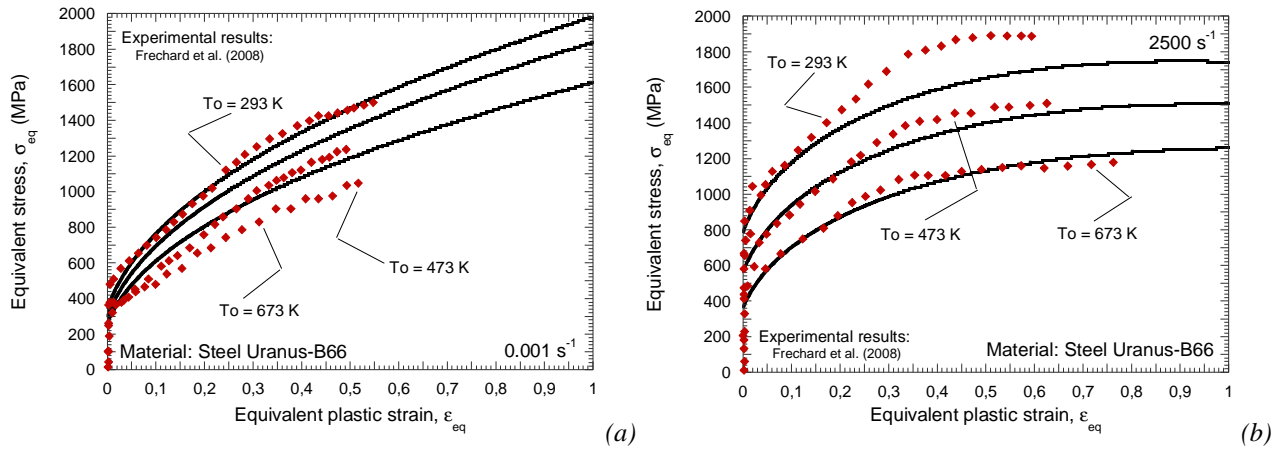 2000
1800
1600
1400
1200
1000
800
600
400
200
0
Equivalent stress, σeq (MPa)
Experimental results:
Frechard et al. (2008)
To = 293 K
To = 473 K
To = 673 K
Material: Steel Uranus-B66
0.001 s-1
0 0,1 0,2 0,3 0,4 0,5 0,6 0,7 0,8 0,9 1
Equivalent plastic strain, εeq
(a)
2000
1800
1600
1400
1200
1000
800
600
400
200
0
Equivalent stress, σeq (MPa)
2500 s-1
To = 293 K
To = 473 K
To = 673 K
Experimental results:
Frechard et al. (2008)
Material: Steel Uranus-B66
0 0,1 0,2 0,3 0,4 0,5 0,6 0,7 0,8 0,9 1
Equivalent plastic strain, εeq
(b)